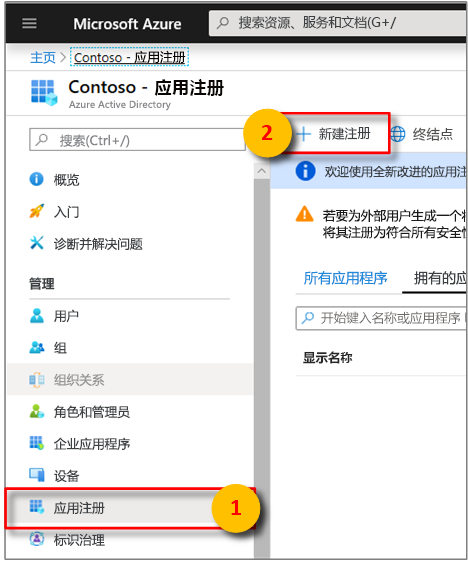 Microsoft Azure
搜索资源、服务和文档(G+/
主页 > Contoso - 应用注册
Contoso - 应用注册
Azure Active Directory
搜索(Ctrl+/)
2
新建注册
终结点
概览
欢迎使用全新改进的应用注
入门
若要为外部用户生成一个
将其注册为符合所有安全
诊断并解决问题
管理
所有应用程序
拥有的应
用户
开始键入名称或应用程序 I
组
显示名称
组织关系
角色和管理员
企业应用程序
设备
应用注册
1
标识治理